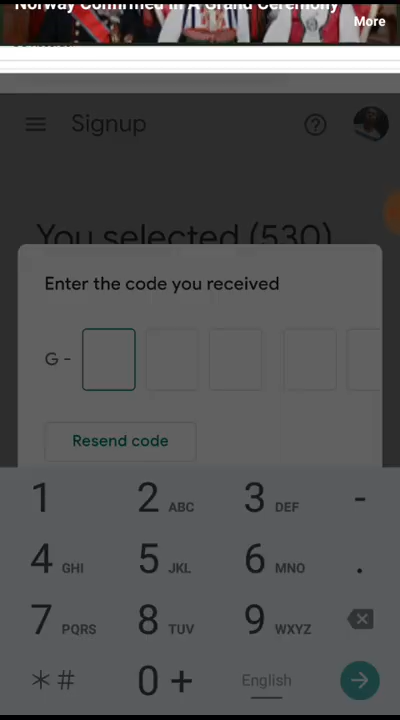 Norway Confirmed In A Grand Ceremony
More
Signup
You selected (530)
Enter the code you received
G -
Resend code
1
2 ABC
3 DEF
-
4 GHI
5 JKL
6 MNO
.
7 PQRS
8 TUV
9 WXYZ
*#
0 +
English